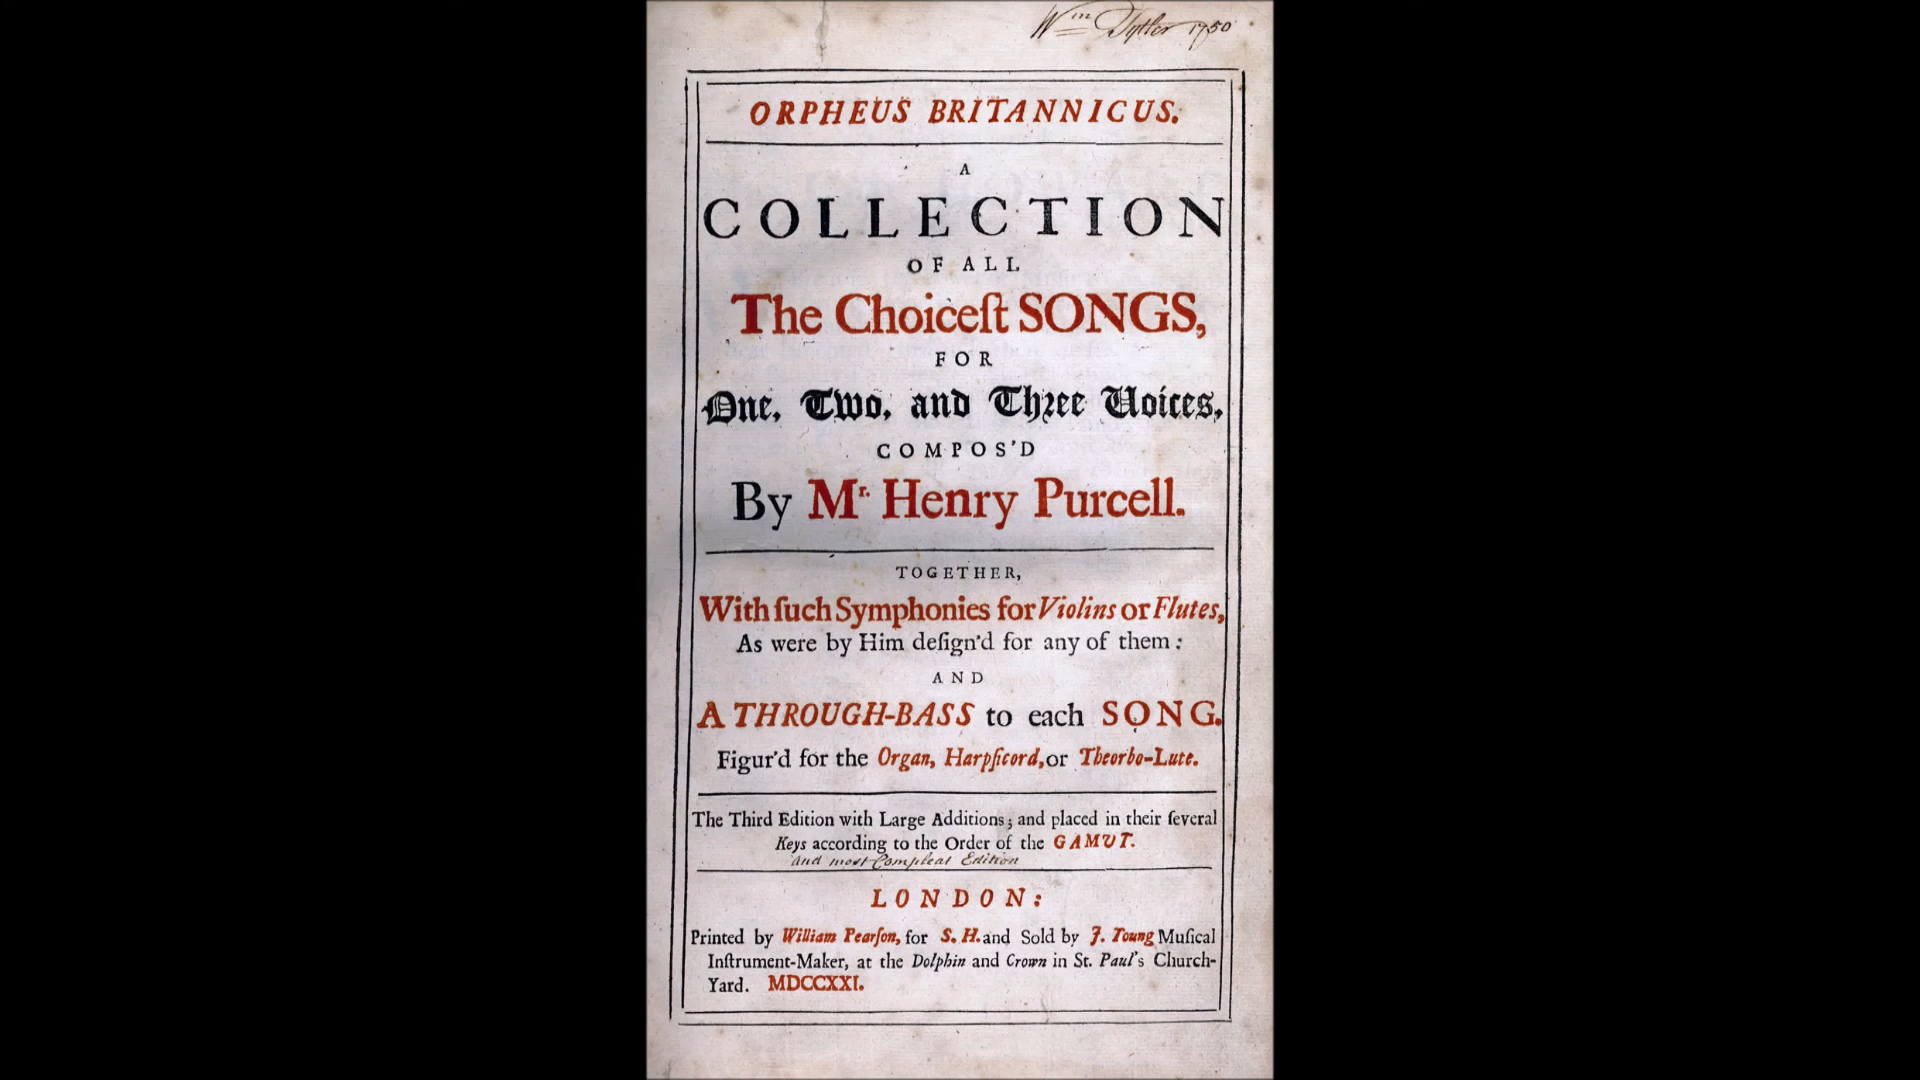 Wm Tytler 1750
ORPHEUS BRITANNICUS.
A
COLLECTION
OF ALL
The Choiceſt SONGS,
FOR
One, Two, and Three Voices,
COMPOS'D
By Mr. Henry Purcell.
TOGETHER,
With ſuch Symphonies for Violins or Flutes,
As were by Him deſign'd for any of them:
AND
A THROUGH-BASS to each SONG.
Figur'd for the Organ, Harpſicord, or Theorbo-Lute.
The Third Edition with Large Additions; and placed in their ſeveral
Keys according to the Order of the GAMUT.
and most Compleat Edition
LONDON:
Printed by William Pearſon, for S. H. and Sold by J. Young Muſical
Inſtrument-Maker, at the Dolphin and Crown in St. Paul's Church-
Yard. MDCCXXI.